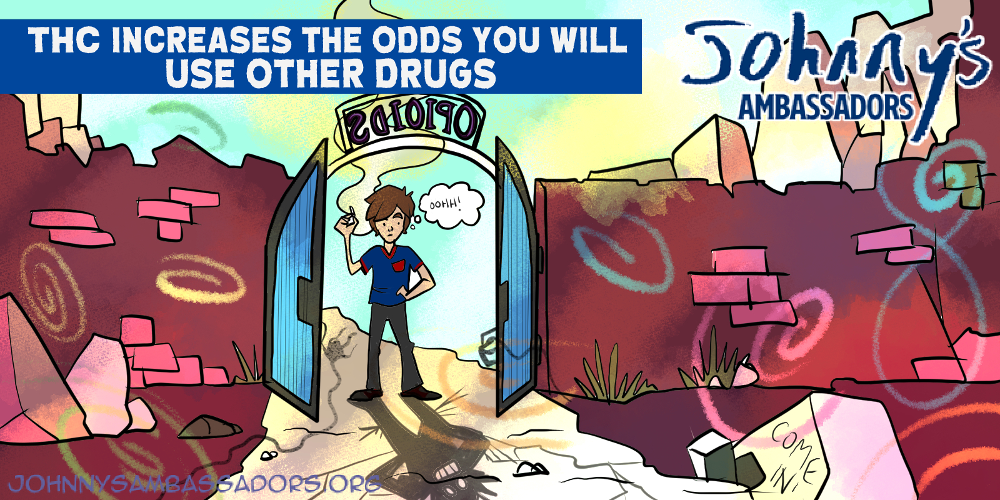 THC INCREASES THE ODDS YOU WILL
USE OTHER DRUGS
Johnny's
AMBASSADORS
OPIOIDS
OOHH!
COME
IN!
JOHNNYSAMBASSADORS.ORG